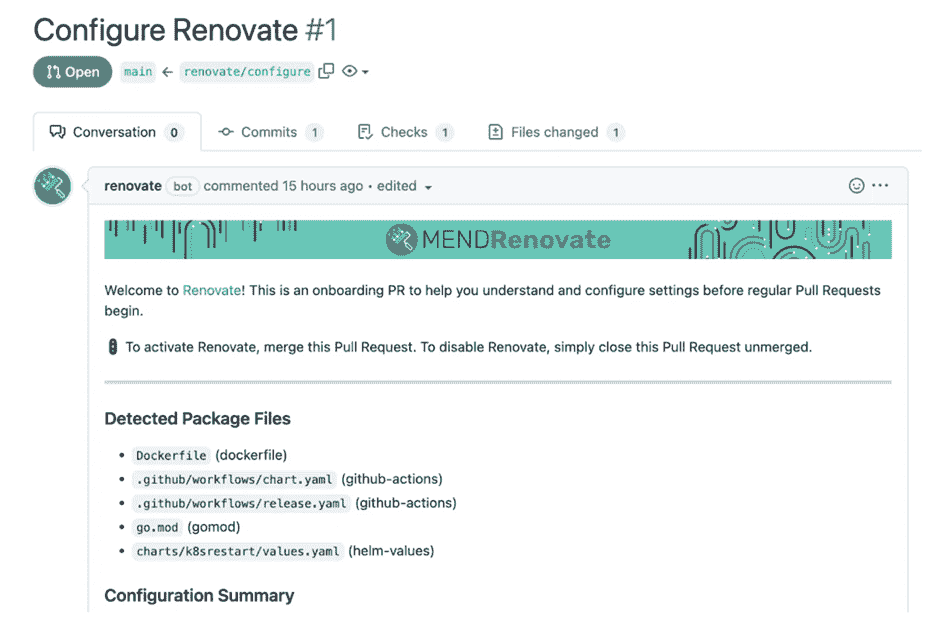 Configure Renovate #1
Open main ← renovate/configure
Conversation 0 Commits 1 Checks 1 Files changed 1
renovate bot commented 15 hours ago • edited
MENDRenovate
Welcome to Renovate! This is an onboarding PR to help you understand and configure settings before regular Pull Requests
begin.
To activate Renovate, merge this Pull Request. To disable Renovate, simply close this Pull Request unmerged.
Detected Package Files
• Dockerfile (dockerfile)
• .github/workflows/chart.yaml (github-actions)
• .github/workflows/release.yaml (github-actions)
• go.mod (gomod)
• charts/k8srestart/values.yaml (helm-values)
Configuration Summary